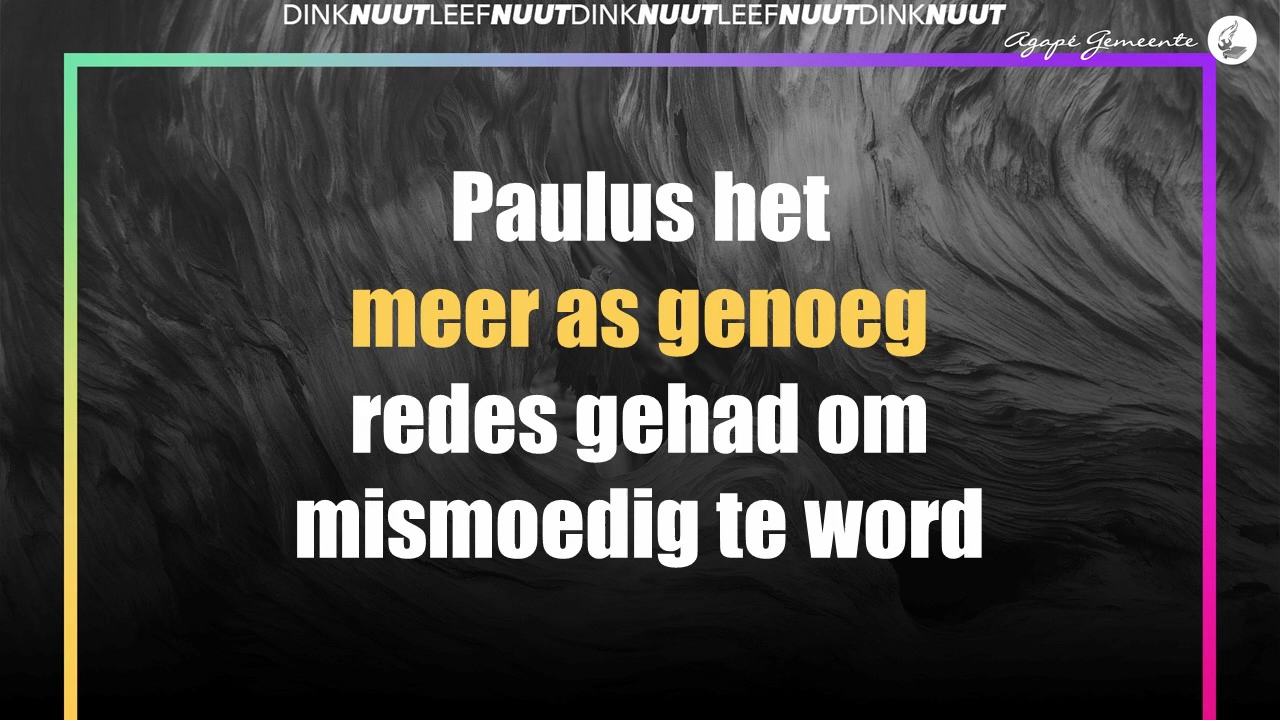 DINKNUUTLEEFNUUTDINKNUUTLEEFNUUTDINKNUUT
Agapé Gemeente
Paulus het
meer as genoeg
redes gehad om
mismoedig te word